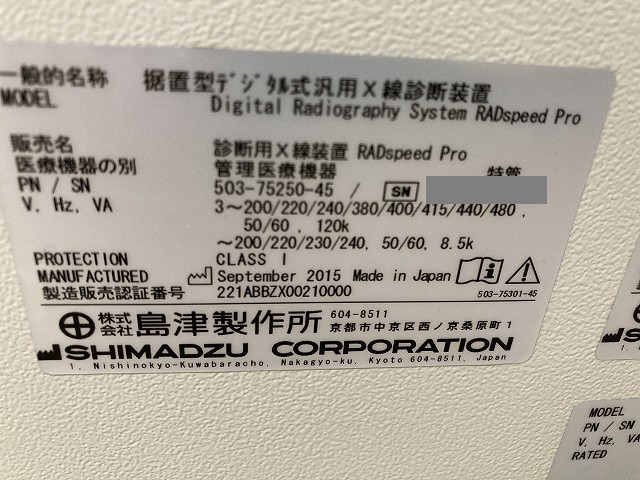 一般的名称 据置型デジタル式汎用X線診断装置
MODEL Digital Radiography System RADspeed Pro
販売名 診断用X線装置 RADspeed Pro
医療機器の別 管理医療機器 特管
PN / SN 503-75250-45 / SN
V, Hz, VA 3～200/220/240/380/400/415/440/480,
50/60, 120k
～200/220/230/240, 50/60, 8.5k
PROTECTION CLASS I
MANUFACTURED September 2015 Made in Japan
製造販売認証番号 221ABBZX00210000 503-75301-45
株式会社 島津製作所 604-8511
京都市中京区西ノ京桑原町1
SHIMADZU CORPORATION
1, Nishinokyo-Kuwabaracho, Nakagyo-ku, Kyoto 604-8511, Japan
MODEL
PN / SN
V, Hz, VA
RATED